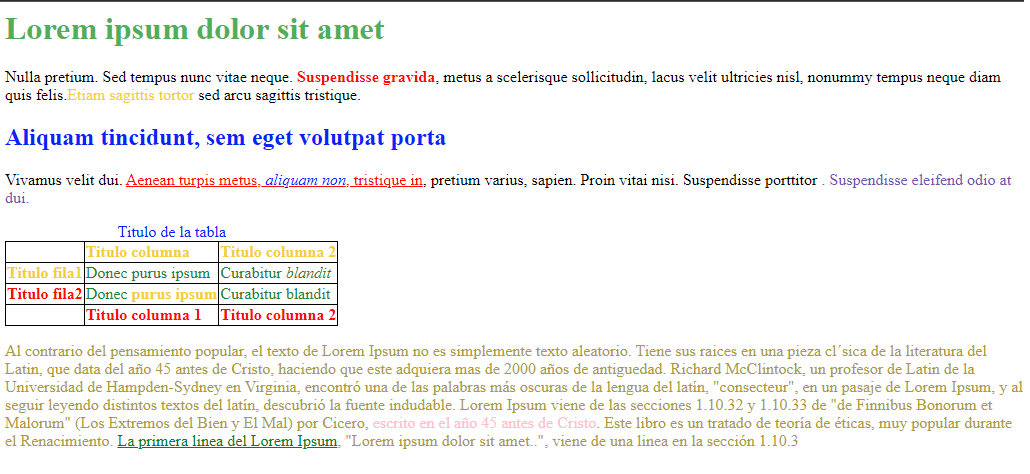 Lorem ipsum dolor sit amet
Nulla pretium. Sed tempus nunc vitae neque. Suspendisse gravida, metus a scelerisque sollicitudin, lacus velit ultricies nisl, nonummy tempus neque diam
quis felis.Etiam sagittis tortor sed arcu sagittis tristique.
Aliquam tincidunt, sem eget volutpat porta
Vivamus velit dui. Aenean turpis metus, aliquam non, tristique in, pretium varius, sapien. Proin vitai nisi. Suspendisse porttitor . Suspendisse eleifend odio at
dui.
Titulo de la tabla
Titulo columna Titulo columna 2
Titulo fila1 Donec purus ipsum Curabitur blandit
Titulo fila2 Donec purus ipsum Curabitur blandit
Titulo columna 1 Titulo columna 2
Al contrario del pensamiento popular, el texto de Lorem Ipsum no es simplemente texto aleatorio. Tiene sus raices en una pieza cl´sica de la literatura del
Latin, que data del año 45 antes de Cristo, haciendo que este adquiera mas de 2000 años de antiguedad. Richard McClintock, un profesor de Latin de la
Universidad de Hampden-Sydney en Virginia, encontró una de las palabras más oscuras de la lengua del latín, "consecteur", en un pasaje de Lorem Ipsum, y al
seguir leyendo distintos textos del latín, descubrió la fuente indudable. Lorem Ipsum viene de las secciones 1.10.32 y 1.10.33 de "de Finnibus Bonorum et
Malorum" (Los Extremos del Bien y El Mal) por Cicero, escrito en el año 45 antes de Cristo. Este libro es un tratado de teoría de éticas, muy popular durante
el Renacimiento. La primera linea del Lorem Ipsum, "Lorem ipsum dolor sit amet..", viene de una linea en la sección 1.10.3